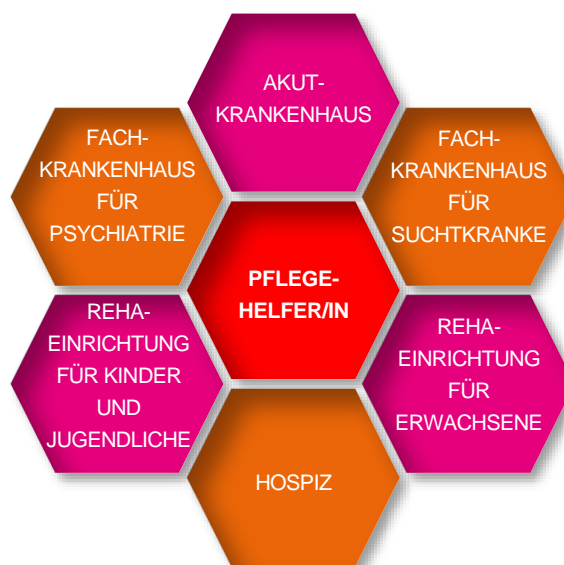 AKUT-
KRANKENHAUS
FACH-
KRANKENHAUS
FÜR
PSYCHIATRIE
FACH-
KRANKENHAUS
FÜR
SUCHTKRANKE
PFLEGE-
HELFER/IN
REHA-
EINRICHTUNG
FÜR KINDER
UND
JUGENDLICHE
REHA-
EINRICHTUNG
FÜR
ERWACHSENE
HOSPIZ